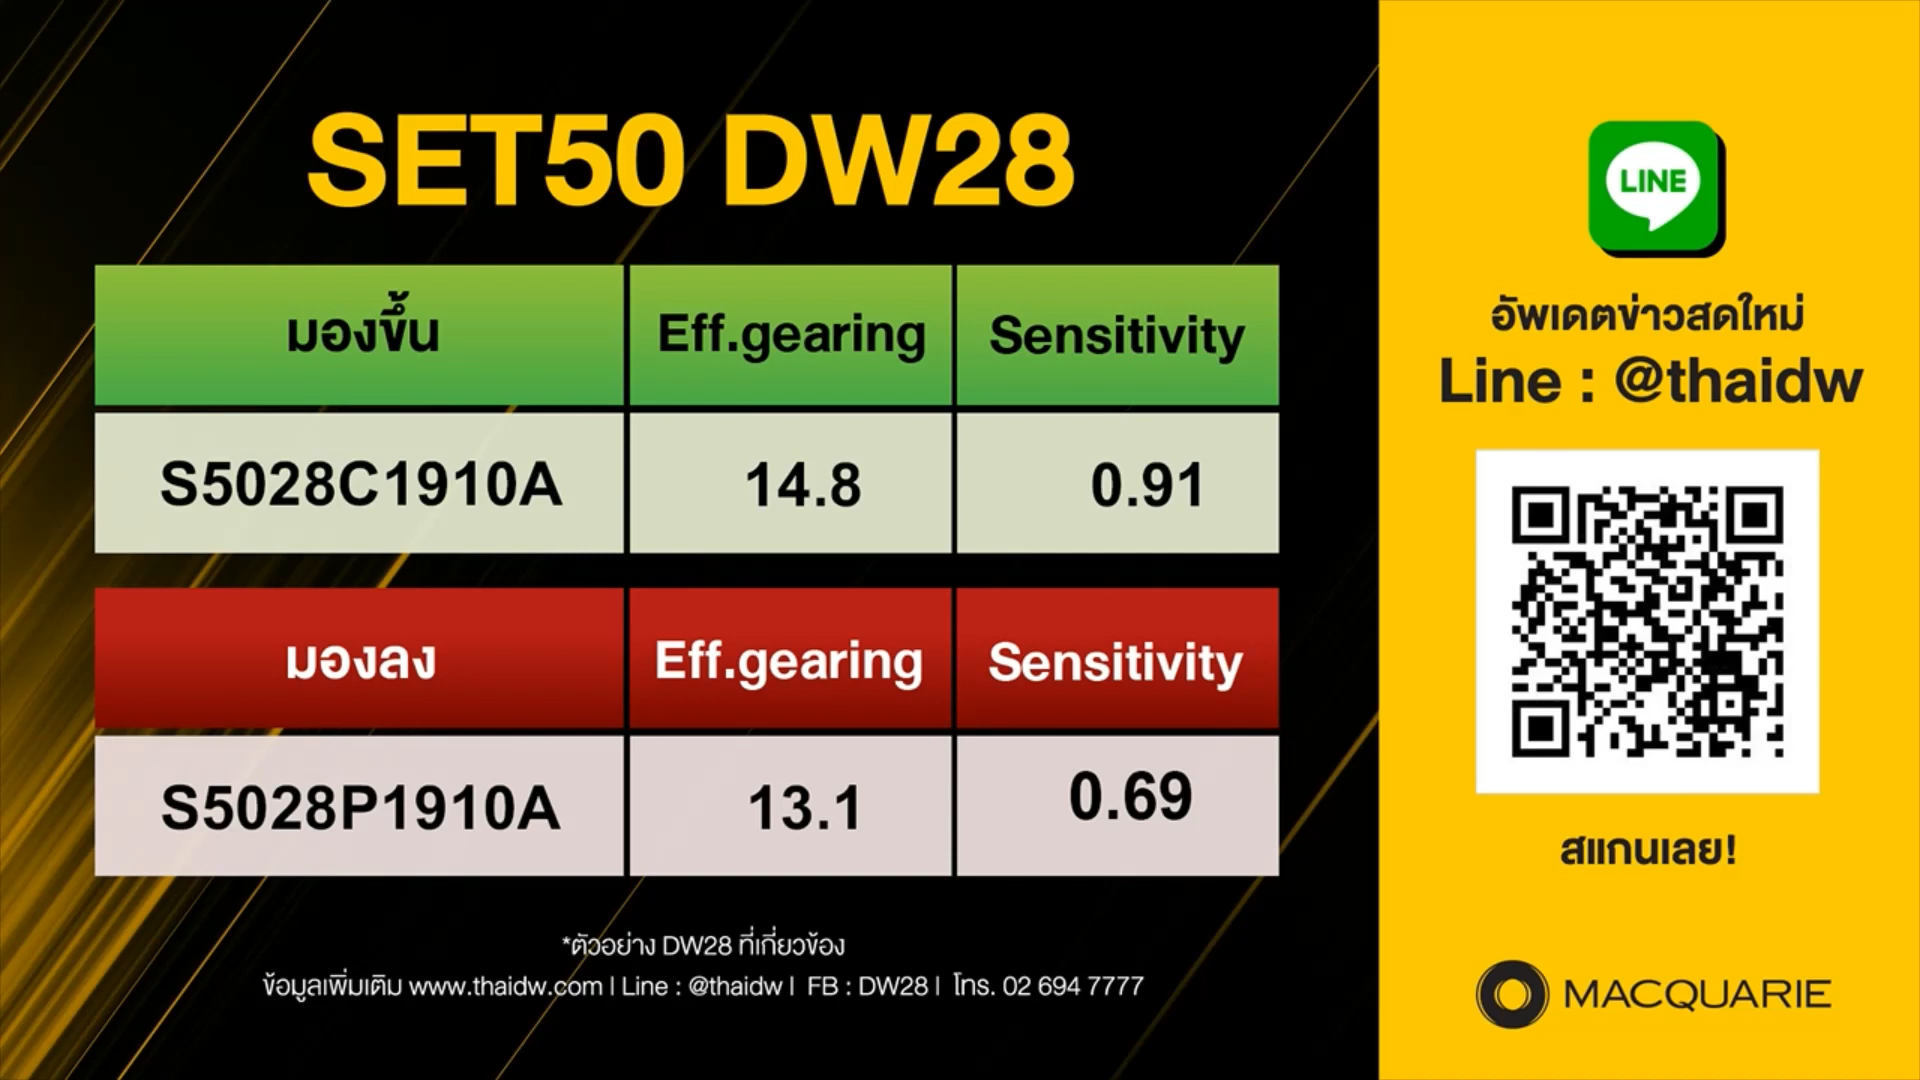 SET50 DW28
มองขึ้น Eff.gearing Sensitivity
S5028C1910A 14.8 0.91
มองลง Eff.gearing Sensitivity
S5028P1910A 13.1 0.69
*ตัวอย่าง DW28 ที่เกี่ยวข้อง
ข้อมูลเพิ่มเติม www.thaidw.com | Line : @thaidw | FB : DW28 | โทร. 02 694 7777
LINE
อัพเดตข่าวสดใหม่
Line : @thaidw
สแกนเลย!
MACQUARIE